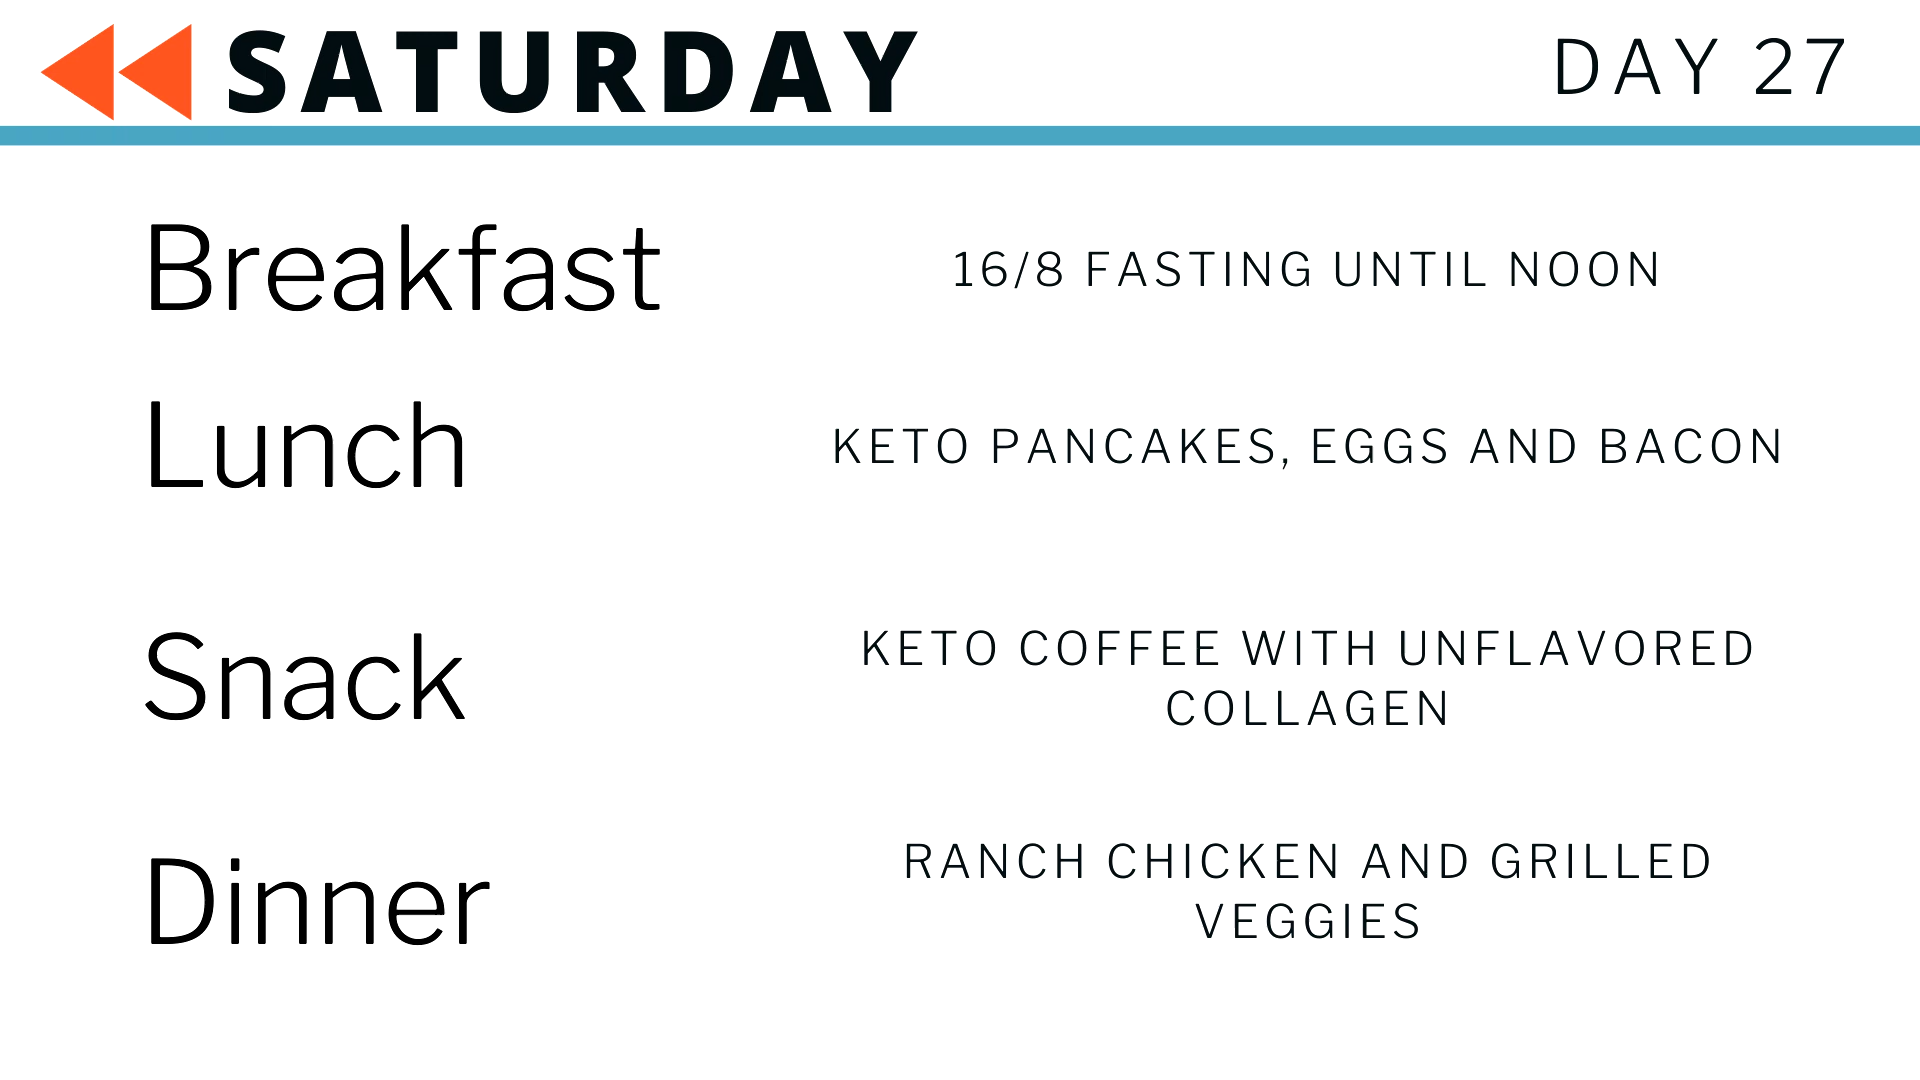 SATURDAY
DAY 27
Breakfast
16/8 FASTING UNTIL NOON
Lunch
KETO PANCAKES, EGGS AND BACON
Snack
KETO COFFEE WITH UNFLAVORED
COLLAGEN
Dinner
RANCH CHICKEN AND GRILLED
VEGGIES